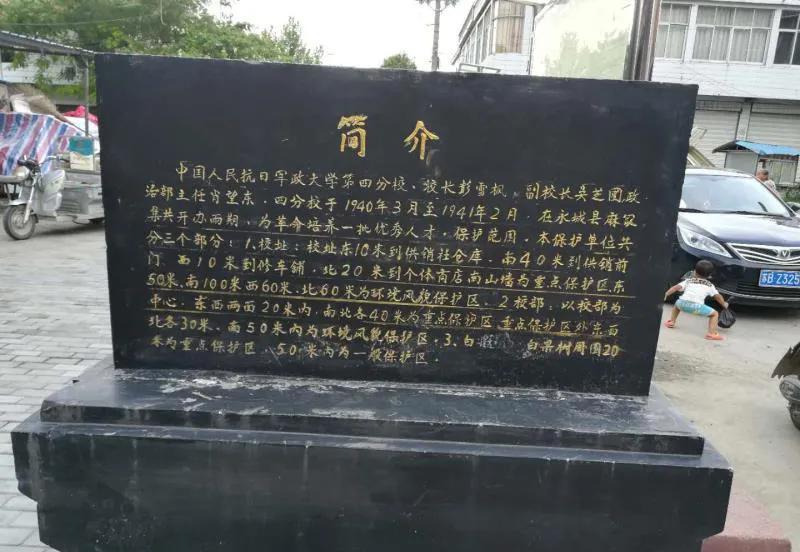 简介
中国人民抗日军政大学第四分校、校长彭雪枫, 副校长吴芝圃,政
治部主任肖望东, 四分校于1940年3月至1941年2月, 在永城县麻冢
集共开办两期, 为革命培养一批优秀人才, 保护范围, 本保护单位共
分三个部分: 1.校址: 校址东10米到供销社仓库, 南40米到供销前
门 西10米到修车铺, 北20米到个体商店南山墙为重点保护区,东
50米,南100米西60米,北60米为环境风貌保护区, 2校部: 以校部为
中心, 东西两面20米内, 南北各40米为重点保护区, 重点保护区外东西
北各30米, 南50米内为环境风貌保护区, 3.白 白果树周围20
米为重点保护区 50米内为一般保护区
Z325